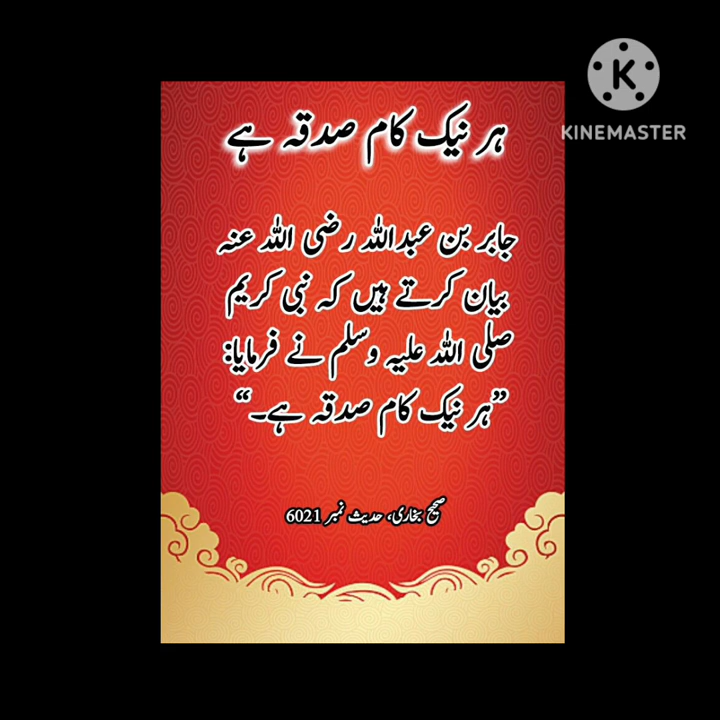 KINEMASTER
ہر نیک کام صدقہ ہے
جابر بن عبداللہ رضی اللہ عنہ
بیان کرتے ہیں کہ نبی کریم
صلی اللہ علیہ وسلم نے فرمایا:
”ہر نیک کام صدقہ ہے۔“
صحیح بخاری، حدیث نمبر 6021